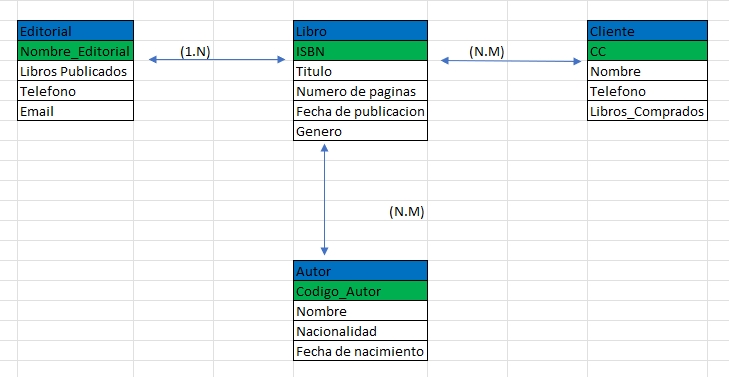 Editorial
Nombre_Editorial
Libros Publicados
Telefono
Email
(1.N)
Libro
ISBN
Titulo
Numero de paginas
Fecha de publicacion
Genero
(N.M)
Cliente
CC
Nombre
Telefono
Libros_Comprados
(N.M)
Autor
Codigo_Autor
Nombre
Nacionalidad
Fecha de nacimiento